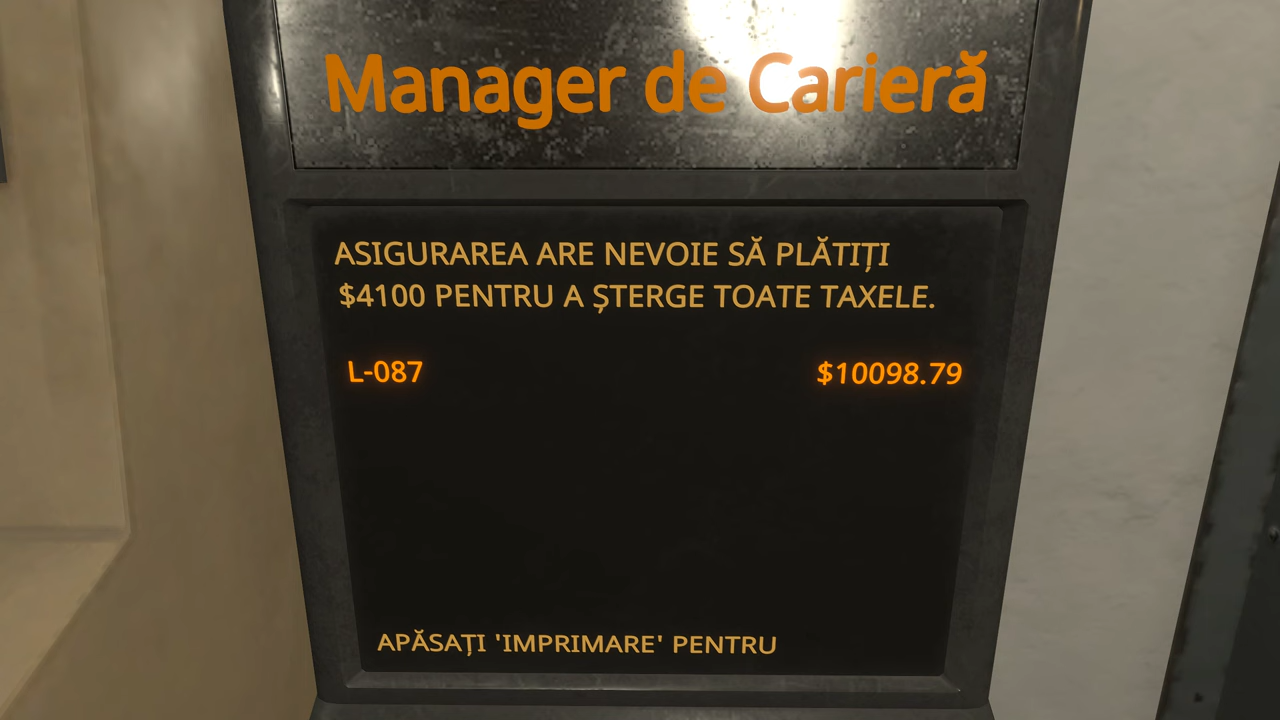 Manager de Carieră
ASIGURAREA ARE NEVOIE SĂ PLĂTIȚI
$4100 PENTRU A ȘTERGE TOATE TAXELE.
L-087 $10098.79
APĂSAȚI 'IMPRIMARE' PENTRU